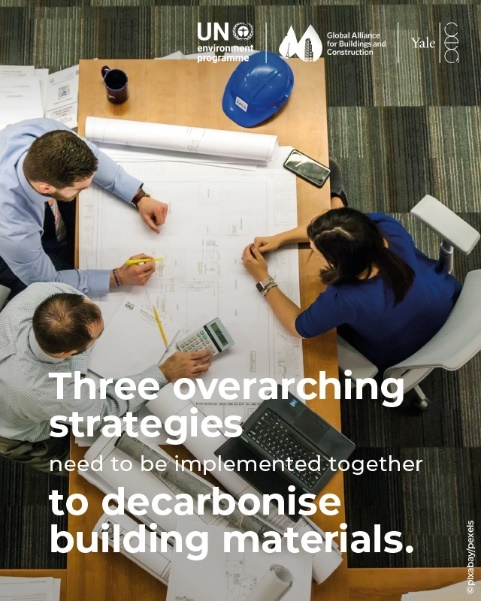 UN
environment
programme
Global Alliance
for Buildings and
Construction
Yale
Three overarching
strategies
need to be implemented together
to decarbonise
building materials.
©pixabay/pexels